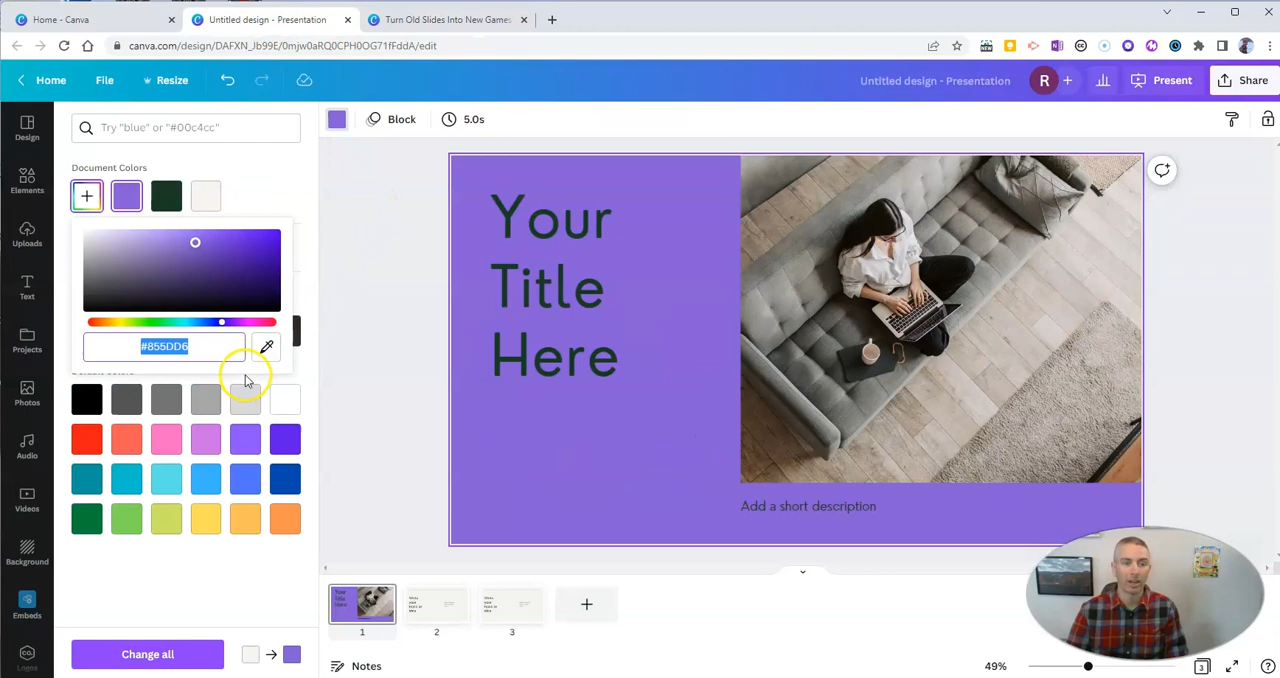 Home - Canva
Untitled design - Presentation
Turn Old Slides Into New Game
canva.com/design/DAFXN_Jb99E/0mjw0aRQ0CPH0OG71fFddA/edit
Home
File
Resize
Untitled design - Presentation
R
Present
Share
Design
Elements
Uploads
Text
Projects
Photos
Audio
Videos
Background
Embeds
Logos
Try "blue" or "#00c4cc"
Document Colors
#855DD6
Change all
Block
5.0s
Your
Title
Here
Add a short description
1
2
3
Notes
49%
3